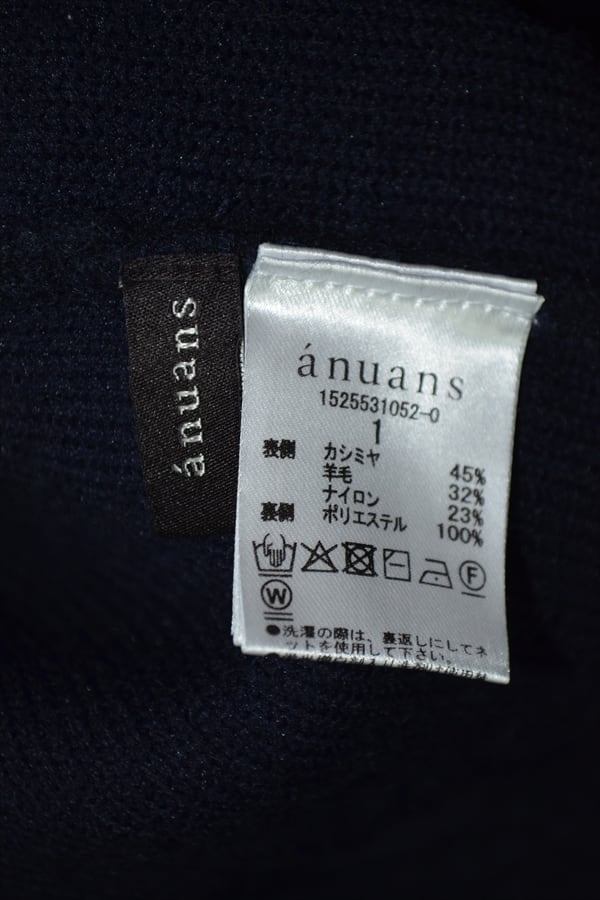 ánuans
ánuans
1525531052-0
1
表側 カシミヤ 45%
羊毛 32%
ナイロン 23%
裏側 ポリエステル 100%
F
W
●洗濯の際は、裏返しにしてネ
ットを使用して下さい。